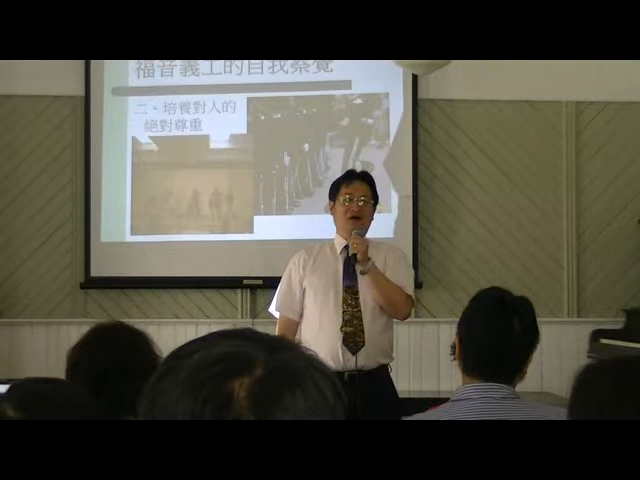 福音義工的自我察覺
二、培養對人的
絕對尊重